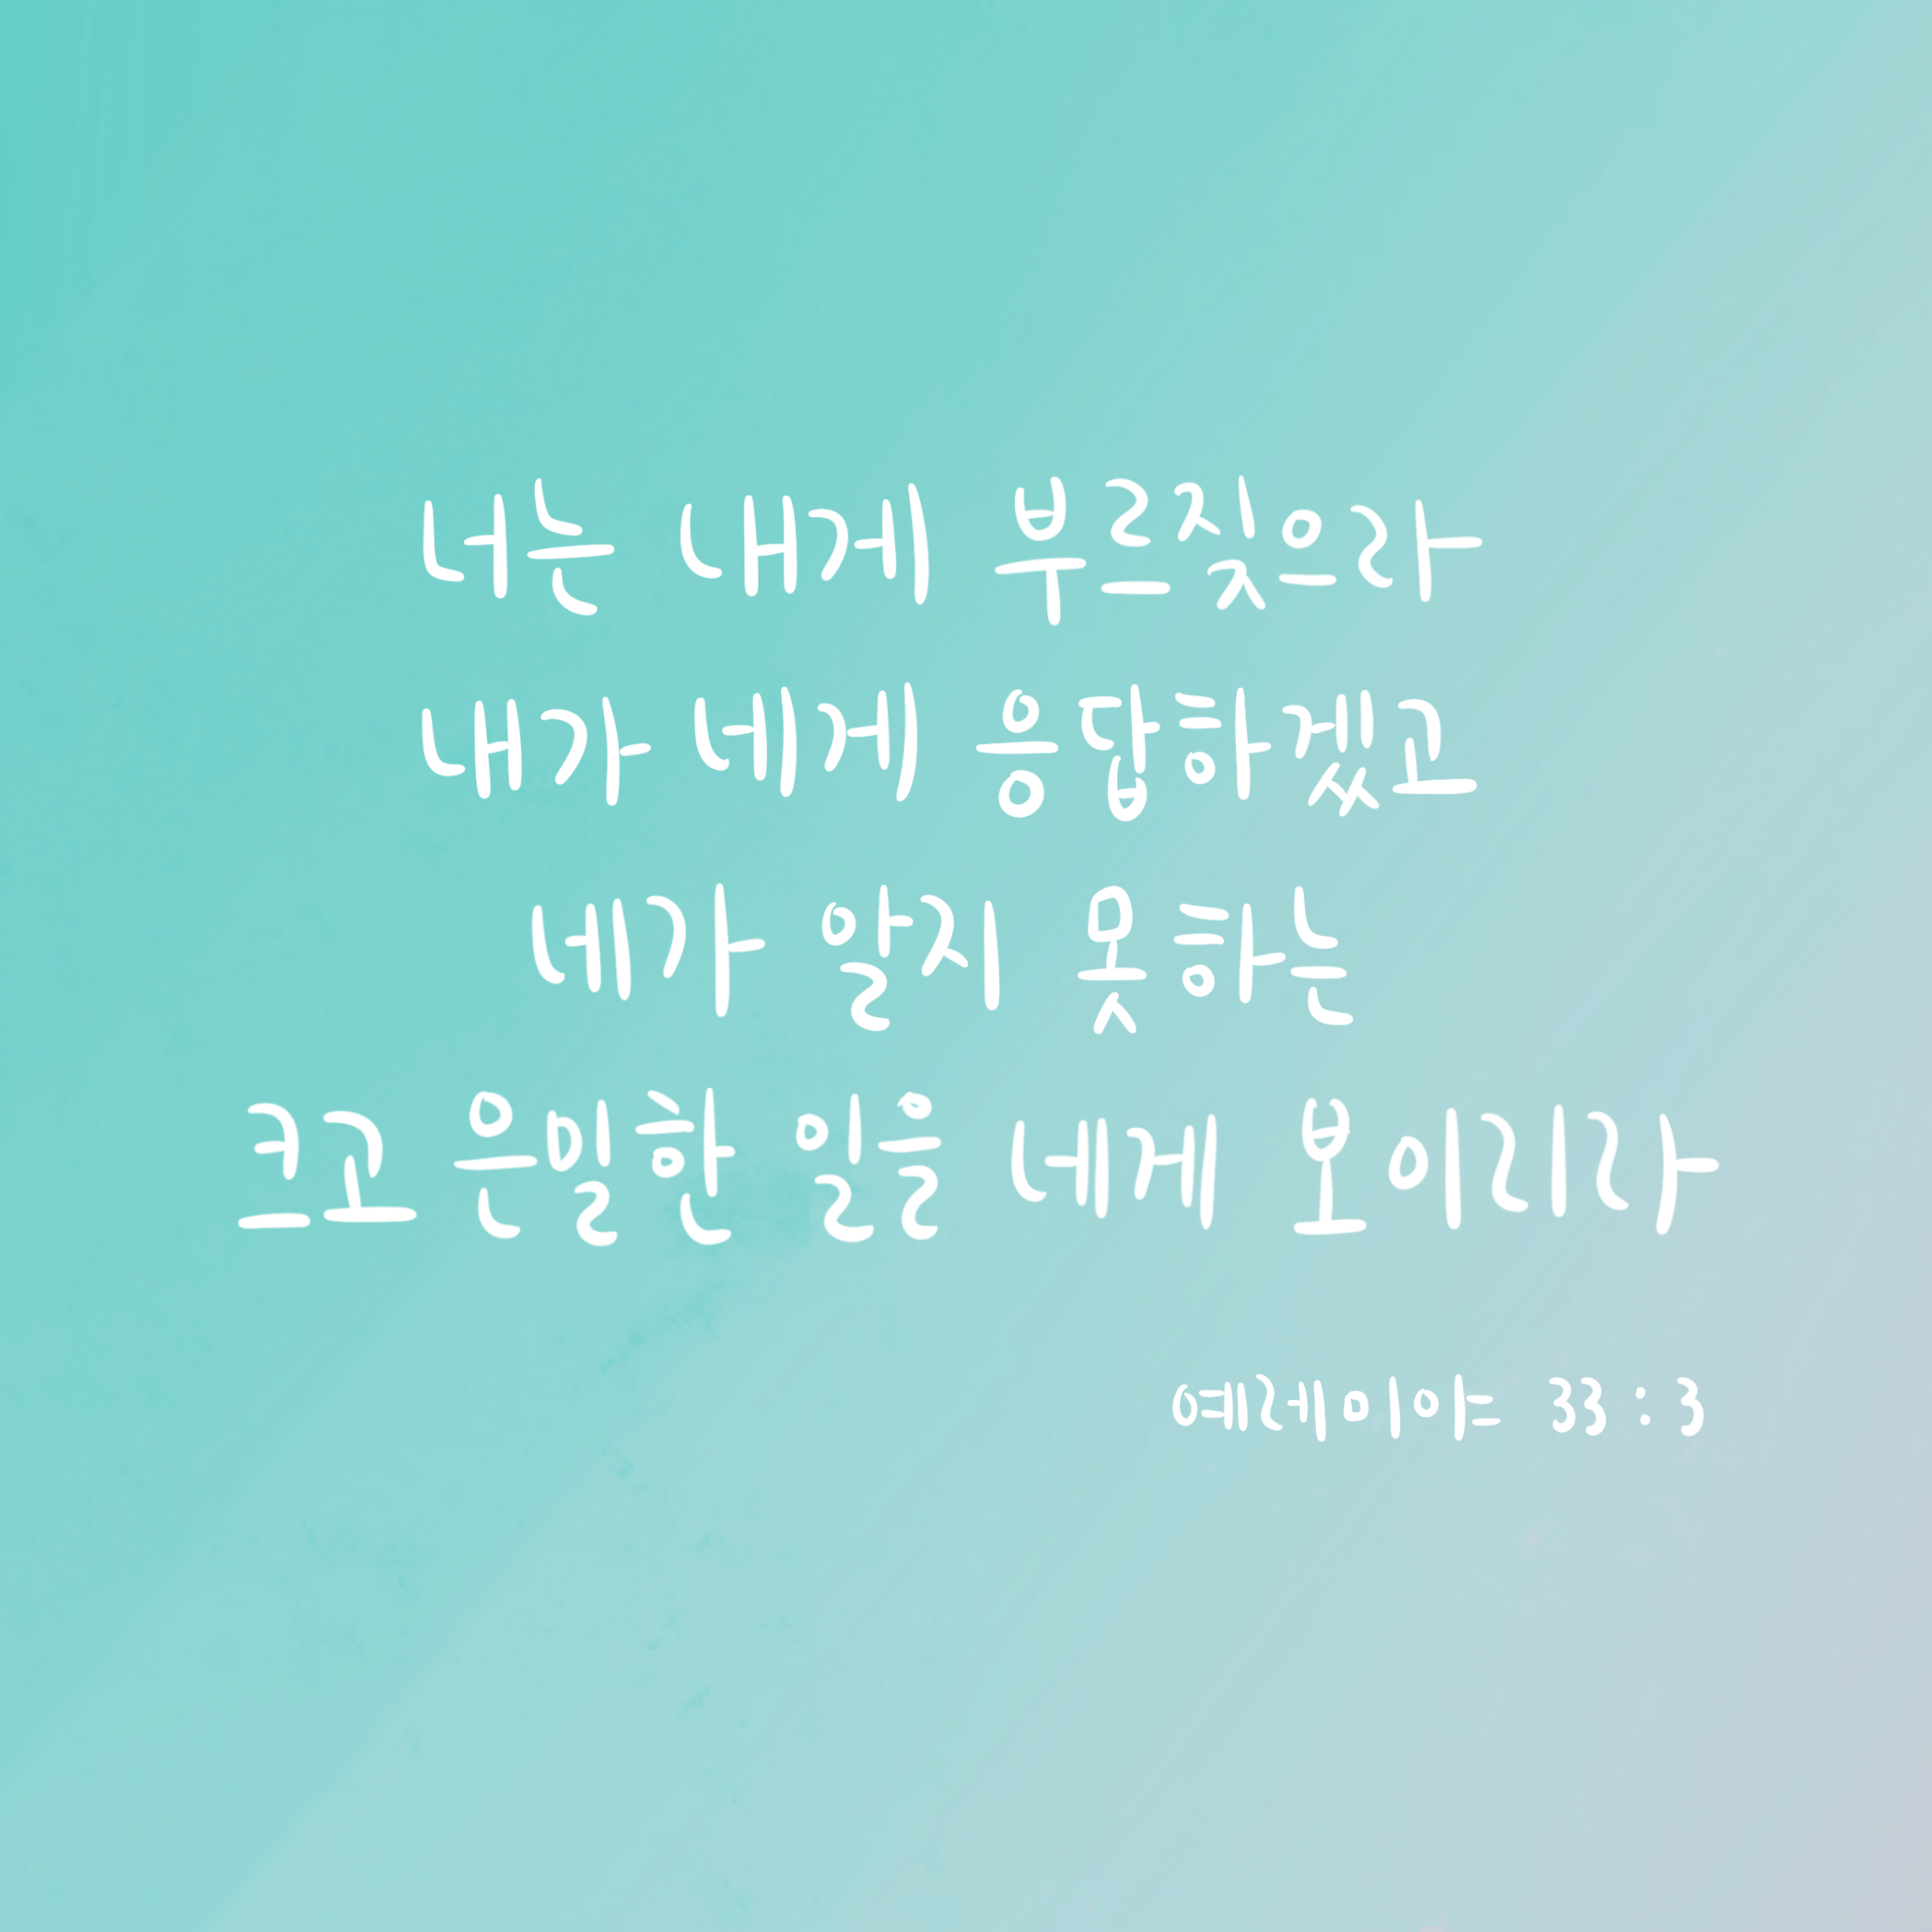 너는 내게 부르짖으라
내가 네게 응답하겠고
네가 알지 못하는
크고 은밀한 일을 네게 보이리라
예레미야 33 : 3